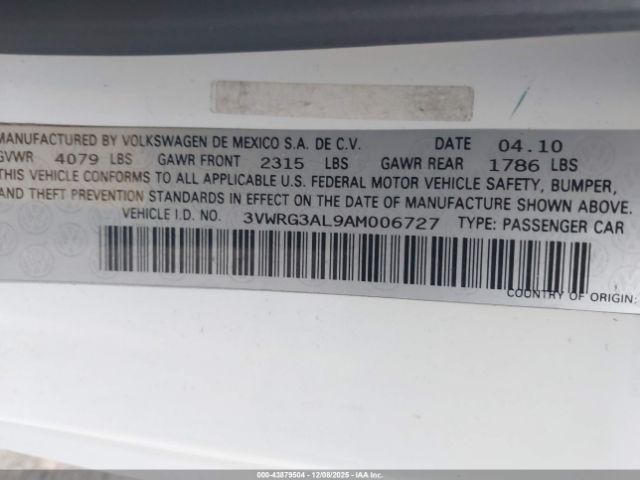 MANUFACTURED BY VOLKSWAGEN DE MEXICO S.A. DE C.V. DATE 04.10
GVWR 4079 LBS GAWR FRONT 2315 LBS GAWR REAR 1786 LBS
THIS VEHICLE CONFORMS TO ALL APPLICABLE U.S. FEDERAL MOTOR VEHICLE SAFETY, BUMPER,
AND THEFT PREVENTION STANDARDS IN EFFECT ON THE DATE OF MANUFACTURE SHOWN ABOVE.
VEHICLE I.D. NO. 3VWRG3AL9AM006727 TYPE: PASSENGER CAR
COUNTRY OF ORIGIN:
000-43879504 | 12/08/2025 - IAAI.COM